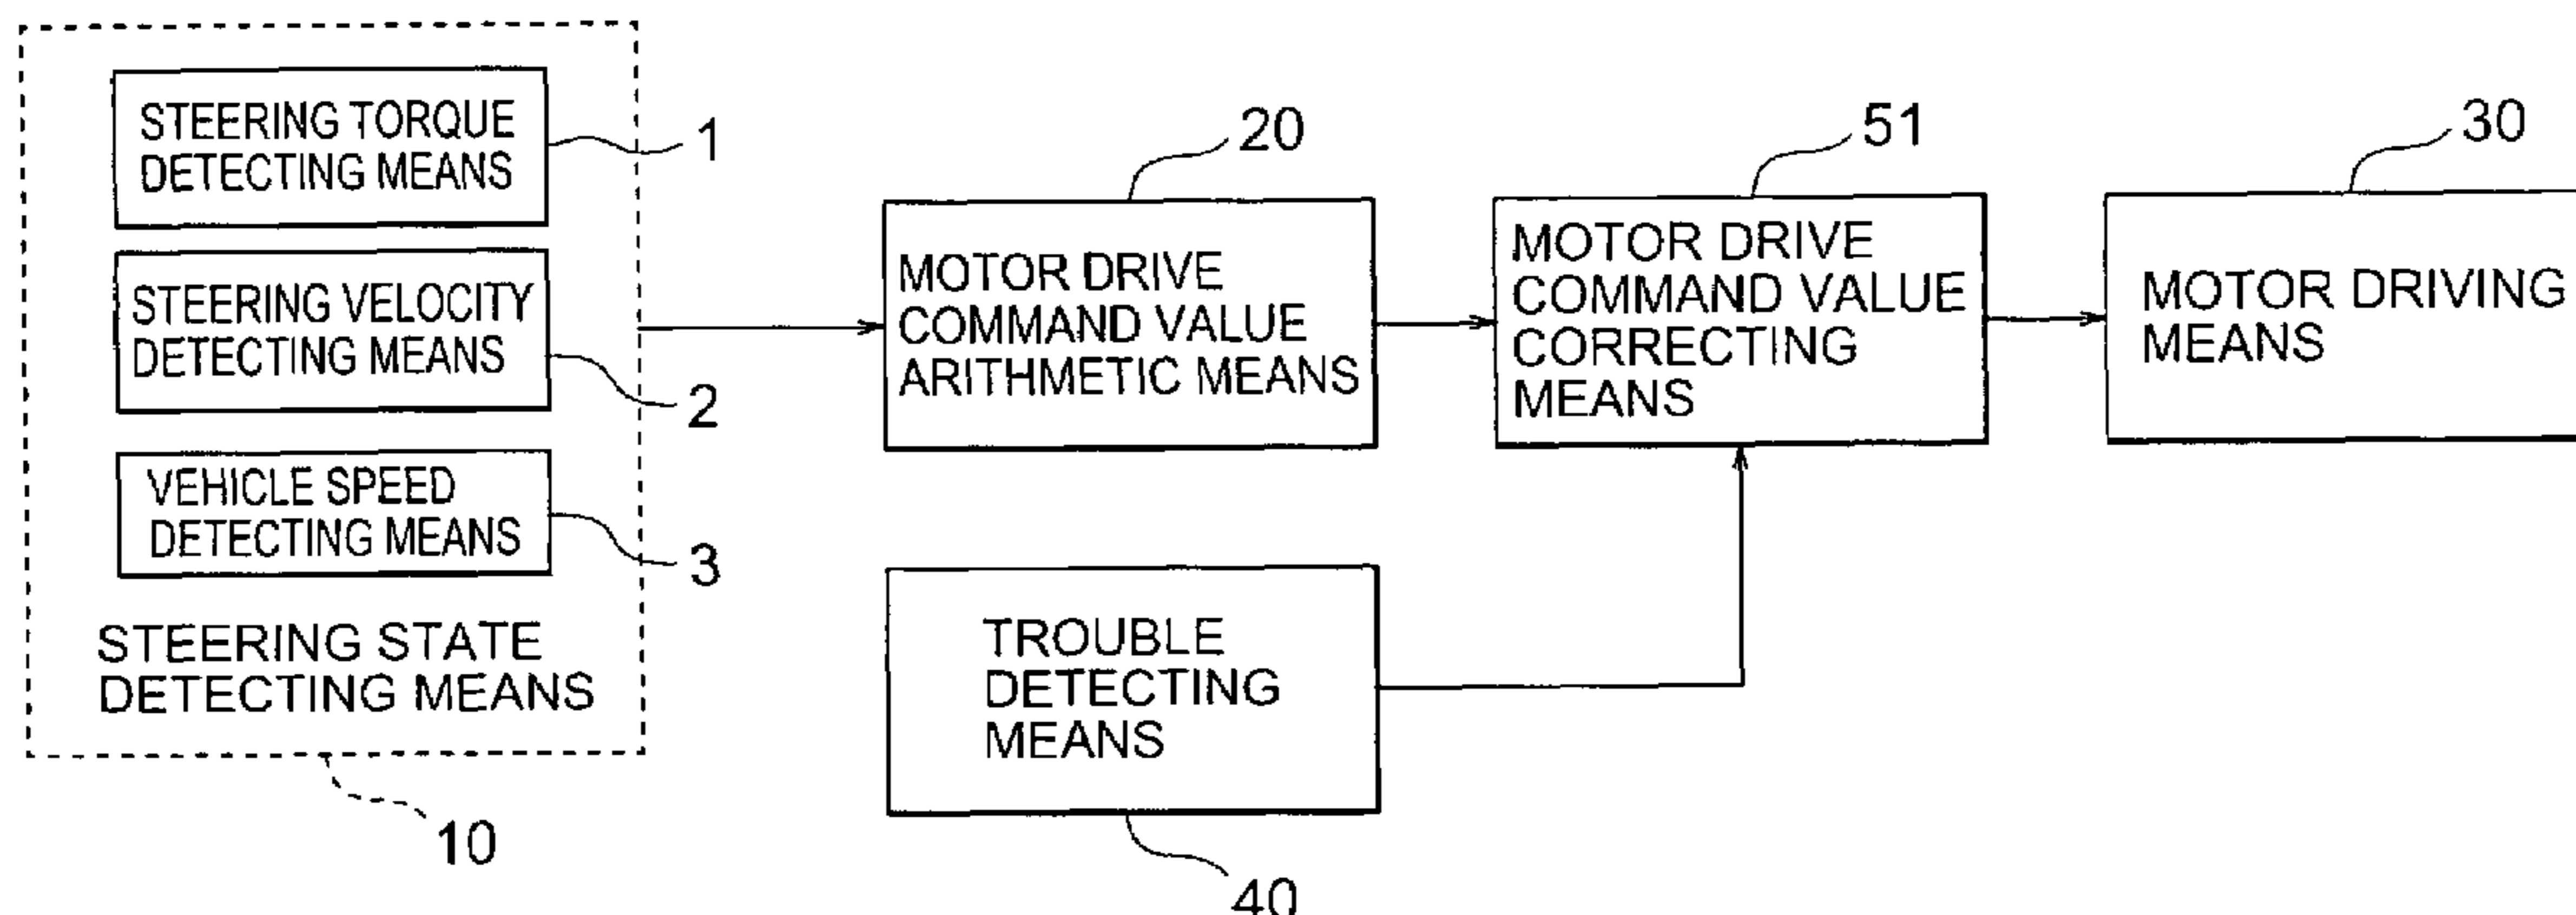 STEERING TORQUE
DETECTING MEANS
1
STEERING VELOCITY
DETECTING MEANS
2
VEHICLE SPEED
DETECTING MEANS
3
STEERING STATE
DETECTING MEANS
10
20
MOTOR DRIVE
COMMAND VALUE
ARITHMETIC MEANS
51
MOTOR DRIVE
COMMAND VALUE
CORRECTING
MEANS
30
MOTOR DRIVING
MEANS
TROUBLE
DETECTING
MEANS
40